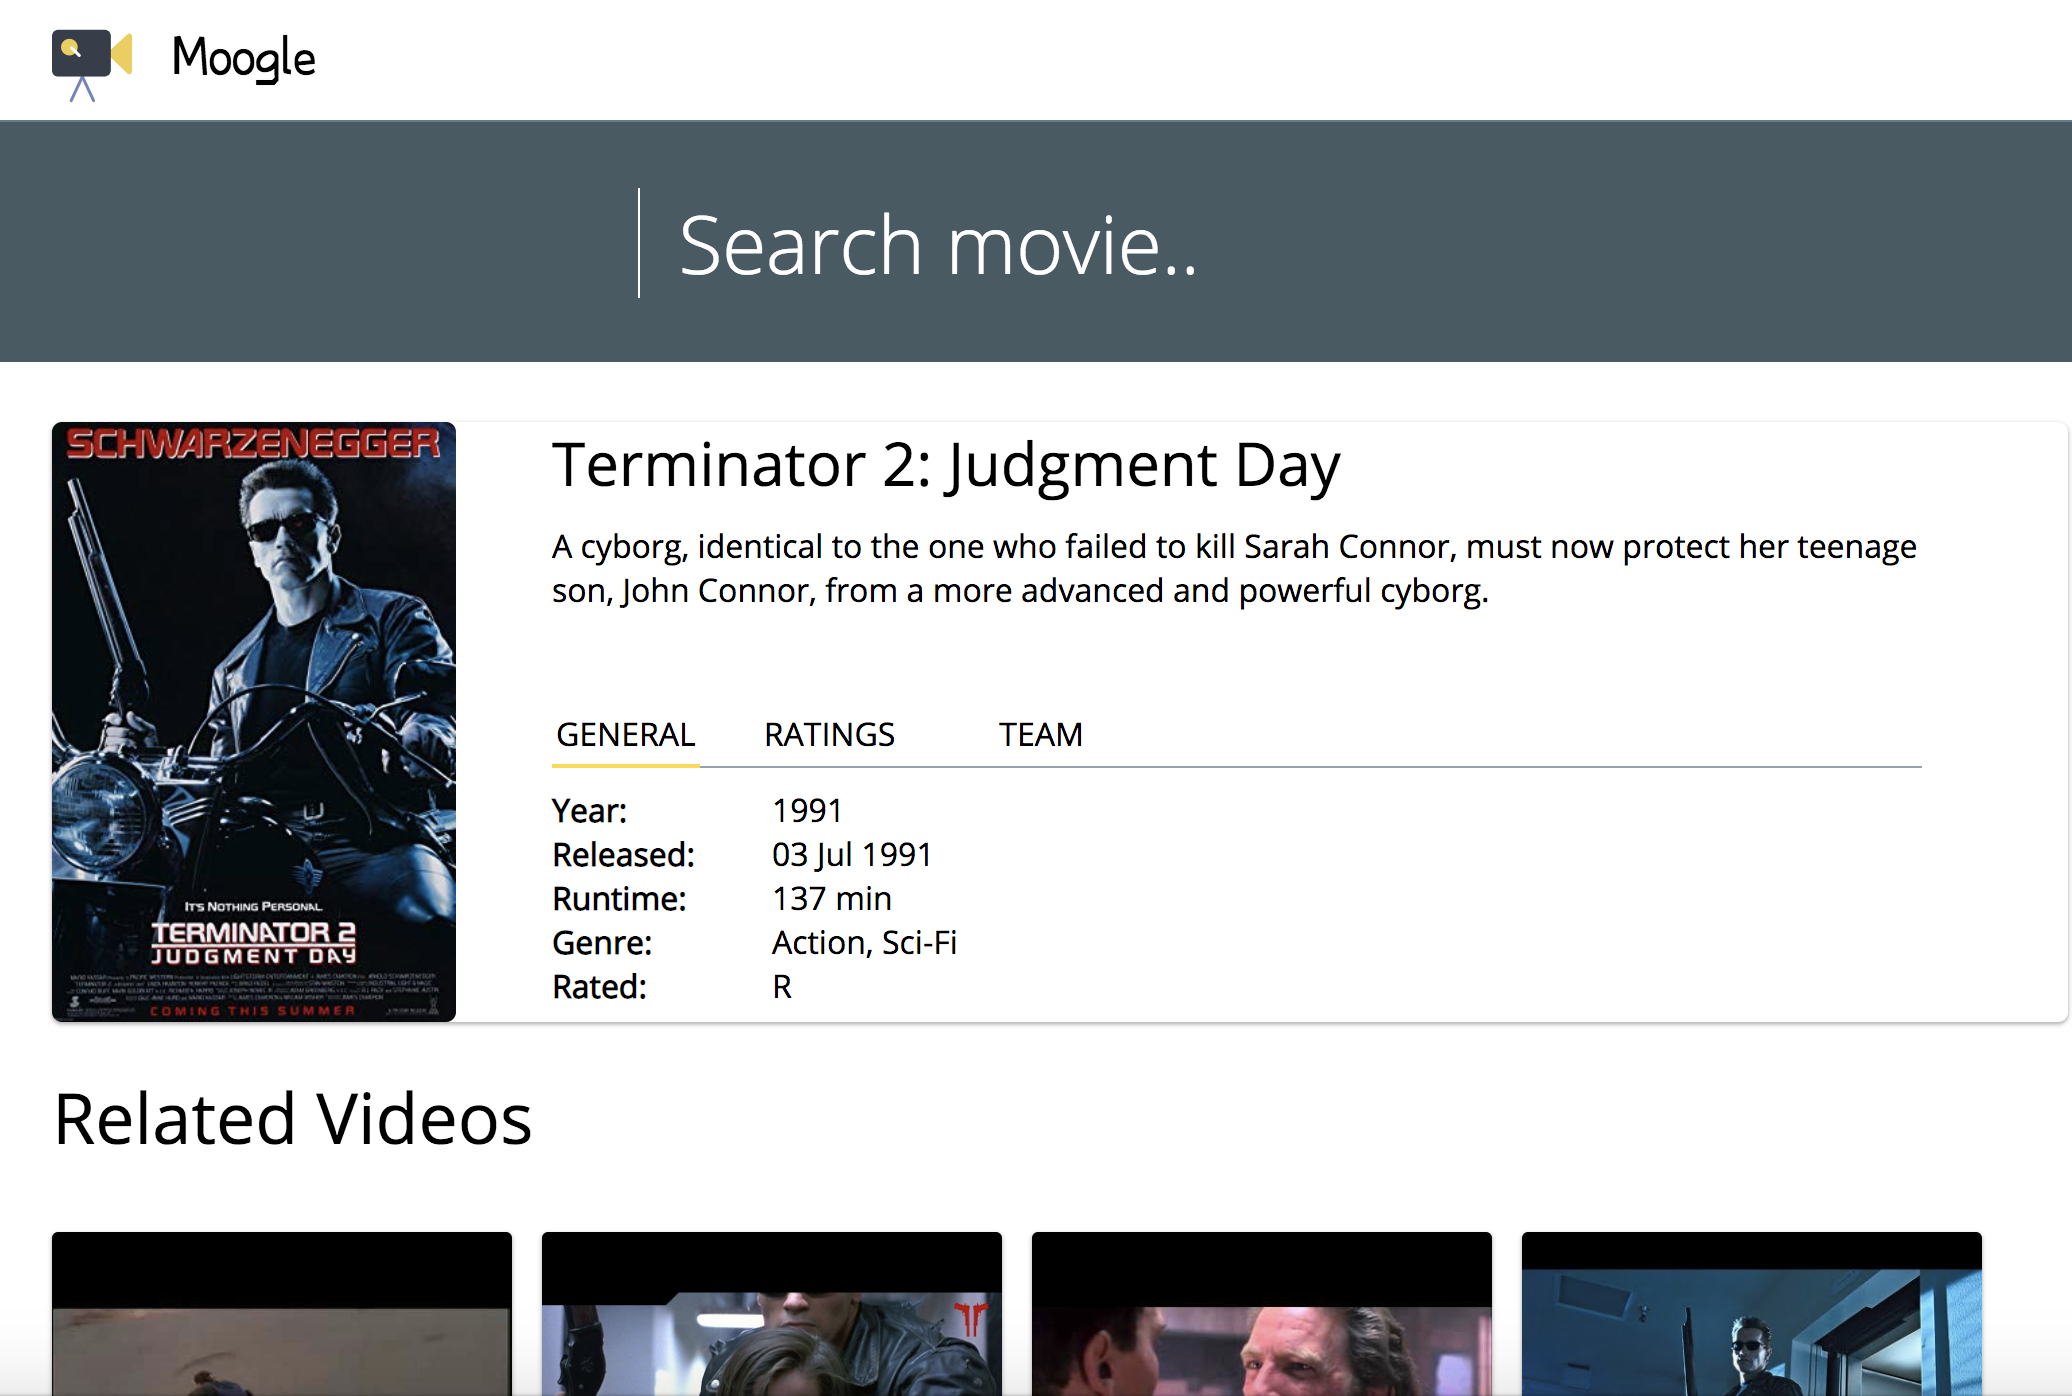 Moogle
Search movie..
SCHWARZENEGGER
IT'S NOTHING PERSONAL.
TERMINATOR 2
JUDGMENT DAY
COMING THIS SUMMER
Terminator 2: Judgment Day
A cyborg, identical to the one who failed to kill Sarah Connor, must now protect her teenage
son, John Connor, from a more advanced and powerful cyborg.
GENERAL RATINGS TEAM
Year: 1991
Released: 03 Jul 1991
Runtime: 137 min
Genre: Action, Sci-Fi
Rated: R
Related Videos